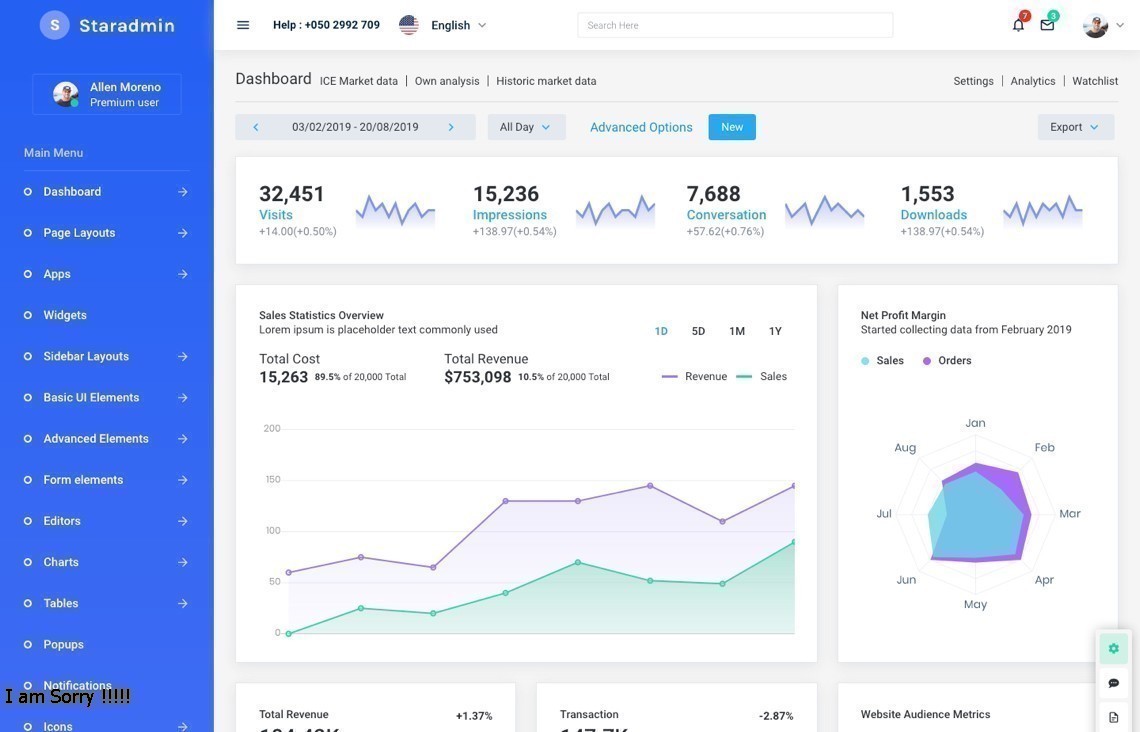 S Staradmin
Help : +050 2992 709 English Search Here 7 3
Allen Moreno
Premium user
Main Menu
Dashboard
Page Layouts
Apps
Widgets
Sidebar Layouts
Basic UI Elements
Advanced Elements
Form elements
Editors
Charts
Tables
Popups
Notifications
I am Sorry !!!!!
Icons
Dashboard ICE Market data | Own analysis | Historic market data Settings | Analytics | Watchlist
03/02/2019 - 20/08/2019 All Day Advanced Options New Export
32,451
Visits
+14.00(+0.50%)
15,236
Impressions
+138.97(+0.54%)
7,688
Conversation
+57.62(+0.76%)
1,553
Downloads
+138.97(+0.54%)
Sales Statistics Overview
Lorem ipsum is placeholder text commonly used
1D 5D 1M 1Y
Total Cost
15,263 89.5% of 20,000 Total
Total Revenue
$753,098 10.5% of 20,000 Total
Revenue Sales
200
150
100
50
0
Net Profit Margin
Started collecting data from February 2019
Sales Orders
Jan
Feb
Mar
Apr
May
Jun
Jul
Aug
Total Revenue +1.37%
Transaction -2.87%
Website Audience Metrics